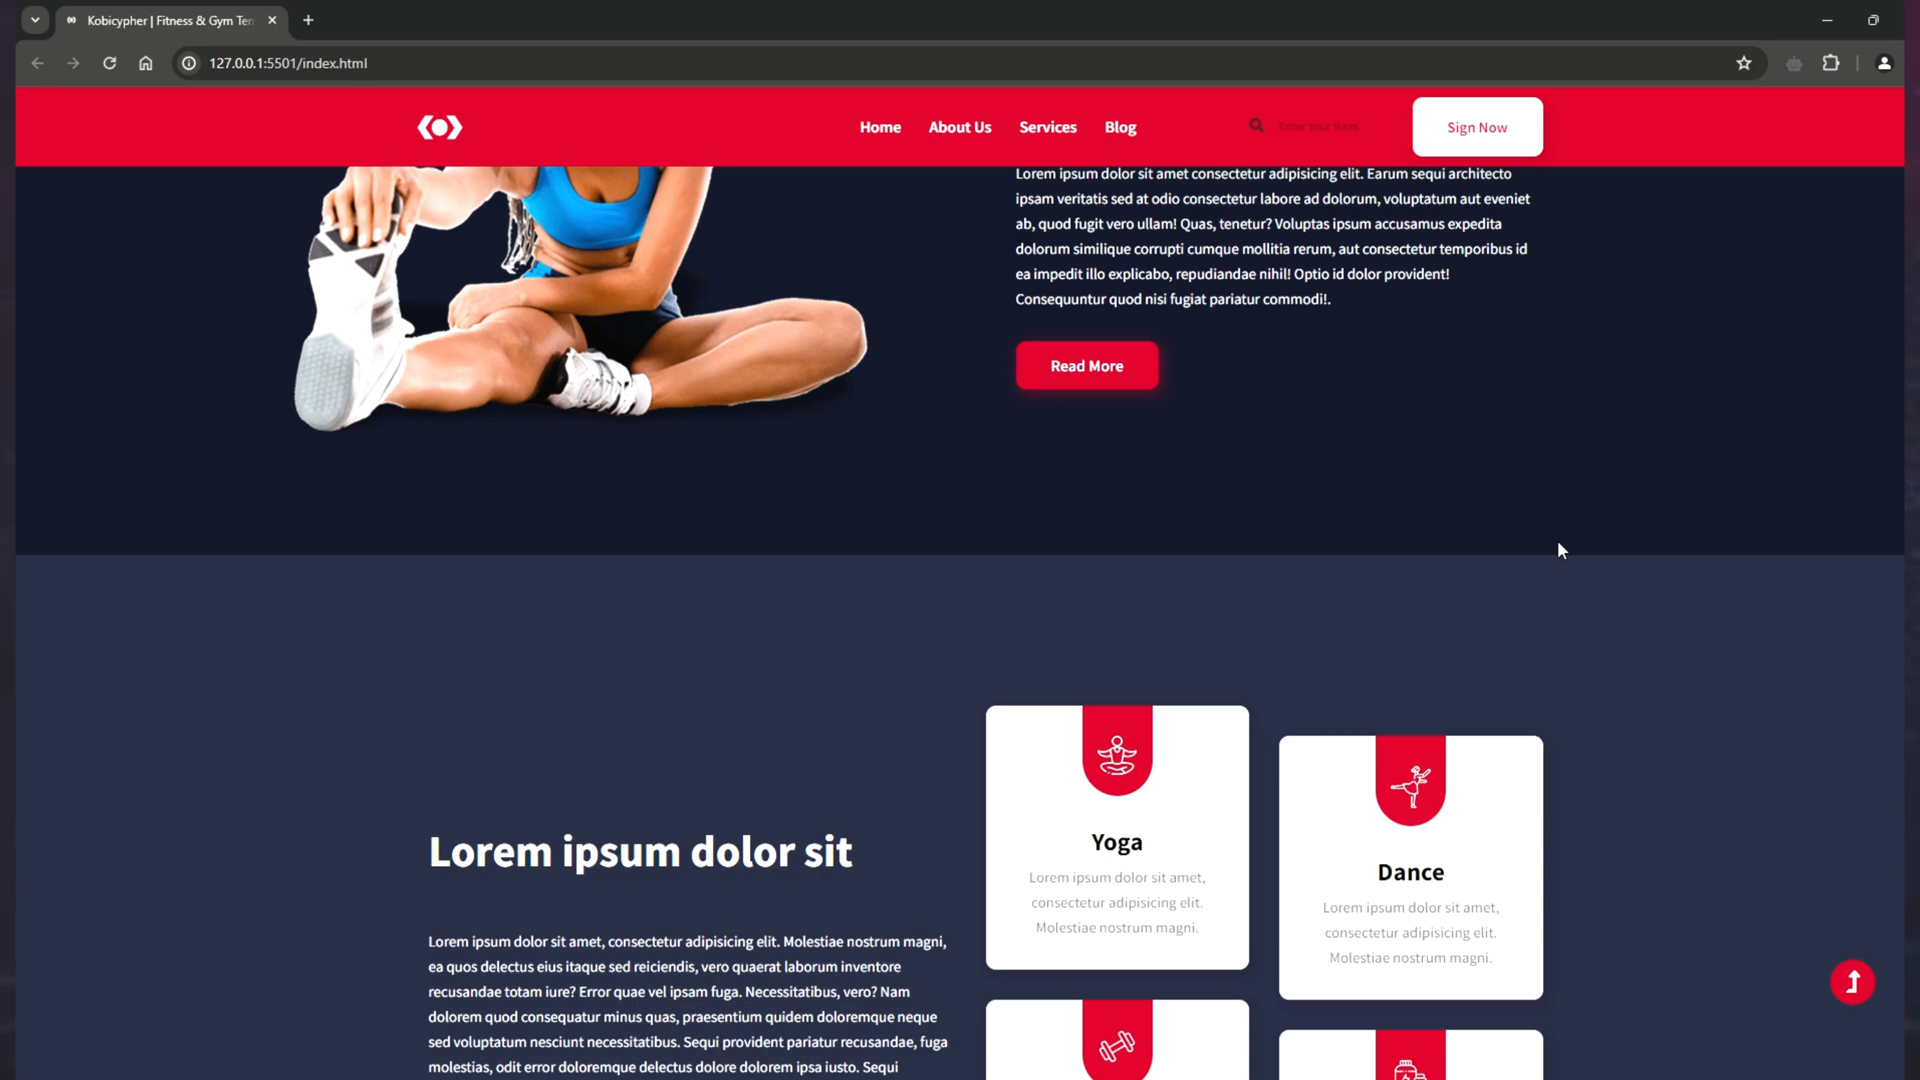 Kobicypher | Fitness & Gym Ten
127.0.0.1:5501/index.html
Home About Us Services Blog Enter Your Name Sign Now
Lorem ipsum dolor sit amet consectetur adipisicing elit. Earum sequi architecto
ipsam veritatis sed at odio consectetur labore ad dolorum, voluptatum aut eveniet
ab, quod fugit vero ullam! Quas, tenetur? Voluptas ipsum accusamus expedita
dolorum similique corrupti cumque mollitia rerum, aut consectetur temporibus id
ea impedit illo explicabo, repudiandae nihil! Optio id dolor provident!
Consequuntur quod nisi fugiat pariatur commodi!.
Read More
Lorem ipsum dolor sit
Lorem ipsum dolor sit amet, consectetur adipisicing elit. Molestiae nostrum magni,
ea quos delectus eius itaque sed reiciendis, vero quaerat laborum inventore
recusandae totam iure? Error quae vel ipsam fuga. Necessitatibus, vero? Nam
dolorem quod consequatur minus quas, praesentium quidem doloremque neque
sed voluptatum nesciunt necessitatibus. Sequi provident pariatur recusandae, fuga
molestias, odit error doloremque delectus dolore dolorem ipsa iusto. Sequi
Yoga
Lorem ipsum dolor sit amet,
consectetur adipisicing elit.
Molestiae nostrum magni.
Dance
Lorem ipsum dolor sit amet,
consectetur adipisicing elit.
Molestiae nostrum magni.